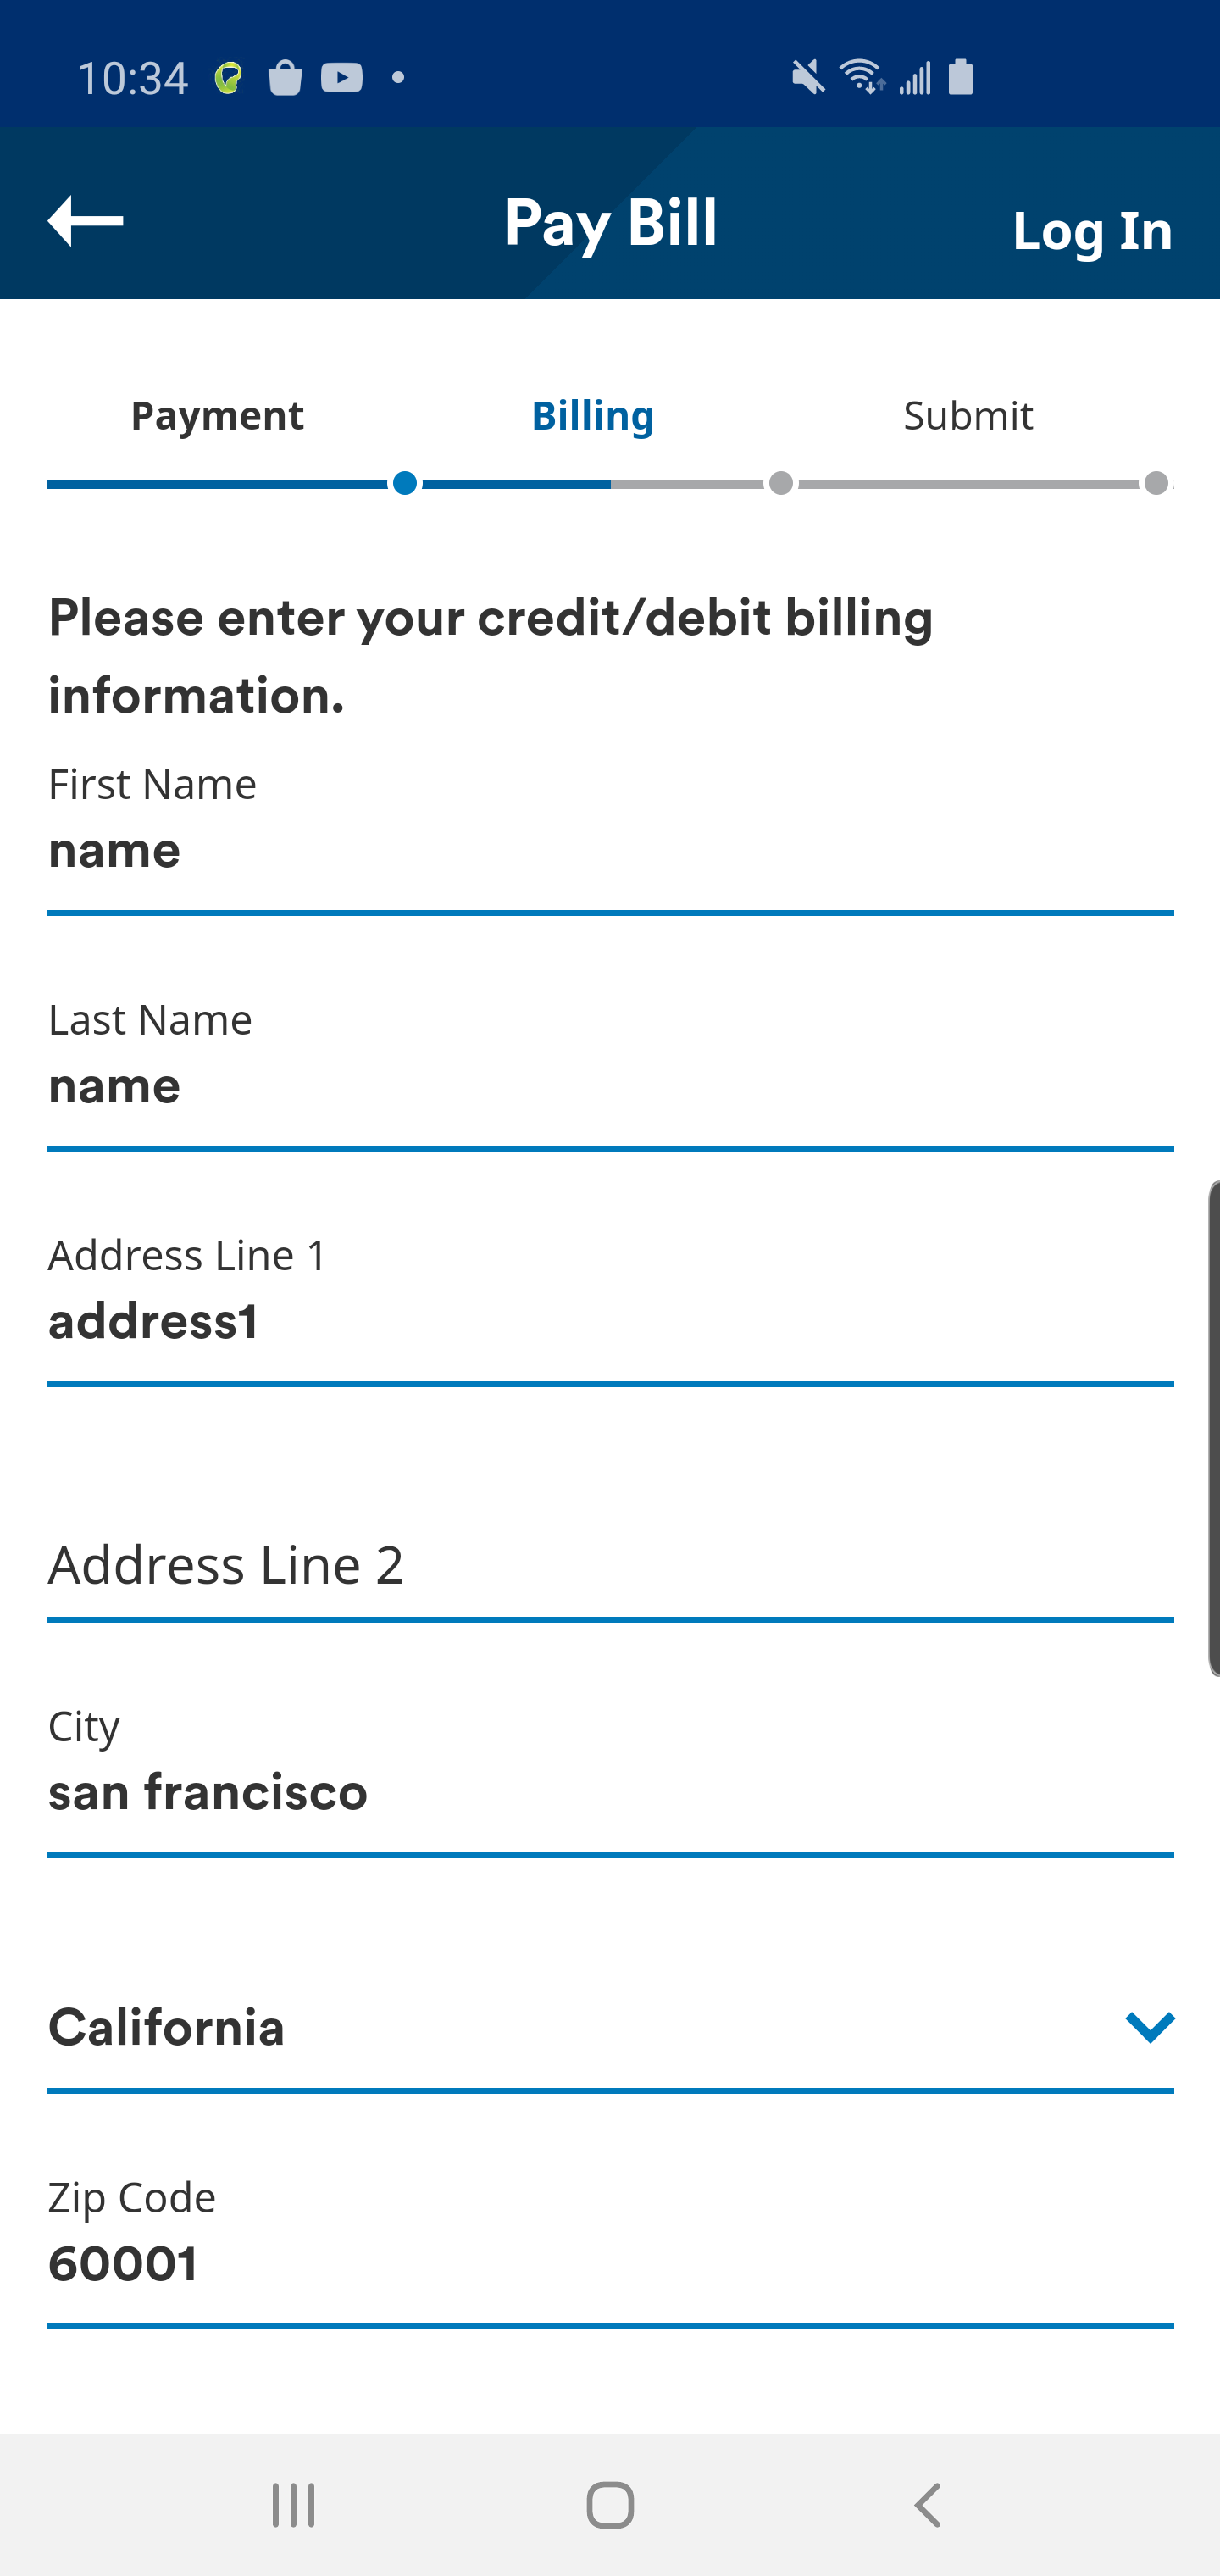 10:34
Pay Bill
Log In
Payment
Billing
Submit
Please enter your credit/debit billing
information.
First Name
name
Last Name
name
Address Line 1
address1
Address Line 2
City
san francisco
California
Zip Code
60001